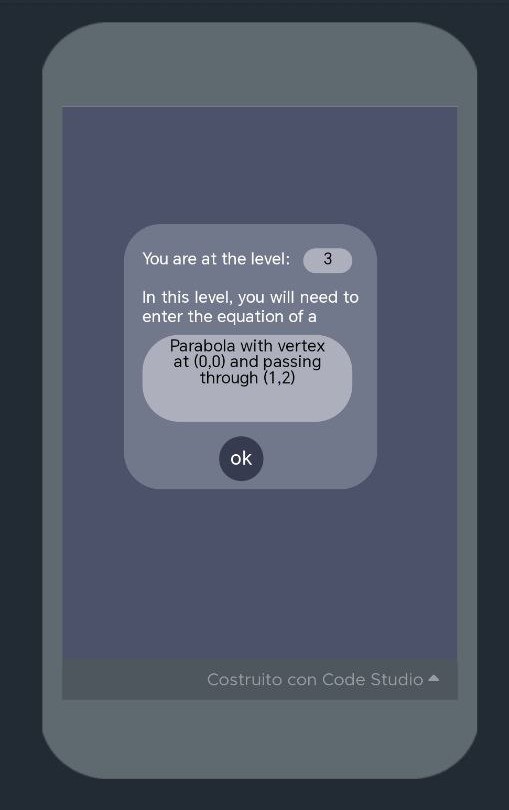 You are at the level: 3
In this level, you will need to
enter the equation of a
Parabola with vertex
at (0,0) and passing
through (1,2)
ok
Costruito con Code Studio